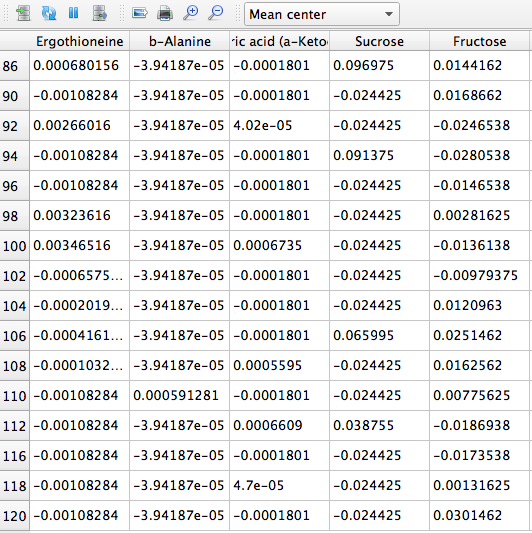 Mean center
Ergothioneine b-Alanine ric acid (a-Keto Sucrose Fructose
86 0.000680156 -3.94187e-05 -0.0001801 0.096975 0.0144162
90 -0.00108284 -3.94187e-05 -0.0001801 -0.024425 0.0168662
92 0.00266016 -3.94187e-05 4.02e-05 -0.024425 -0.0246538
94 -0.00108284 -3.94187e-05 -0.0001801 0.091375 -0.0280538
96 -0.00108284 -3.94187e-05 -0.0001801 -0.024425 -0.0146538
98 0.00323616 -3.94187e-05 -0.0001801 -0.024425 0.00281625
100 0.00346516 -3.94187e-05 0.0006735 -0.024425 -0.0136138
102 -0.0006575... -3.94187e-05 -0.0001801 -0.024425 -0.00979375
104 -0.0002019... -3.94187e-05 -0.0001801 -0.024425 0.0120963
106 -0.0004161... -3.94187e-05 -0.0001801 0.065995 0.0251462
108 -0.0001032... -3.94187e-05 0.0005595 -0.024425 0.0162562
110 -0.00108284 0.000591281 -0.0001801 -0.024425 0.00775625
112 -0.00108284 -3.94187e-05 0.0006609 0.038755 -0.0186938
116 -0.00108284 -3.94187e-05 -0.0001801 -0.024425 -0.0173538
118 -0.00108284 -3.94187e-05 4.7e-05 -0.024425 0.00131625
120 -0.00108284 -3.94187e-05 -0.0001801 -0.024425 0.0301462